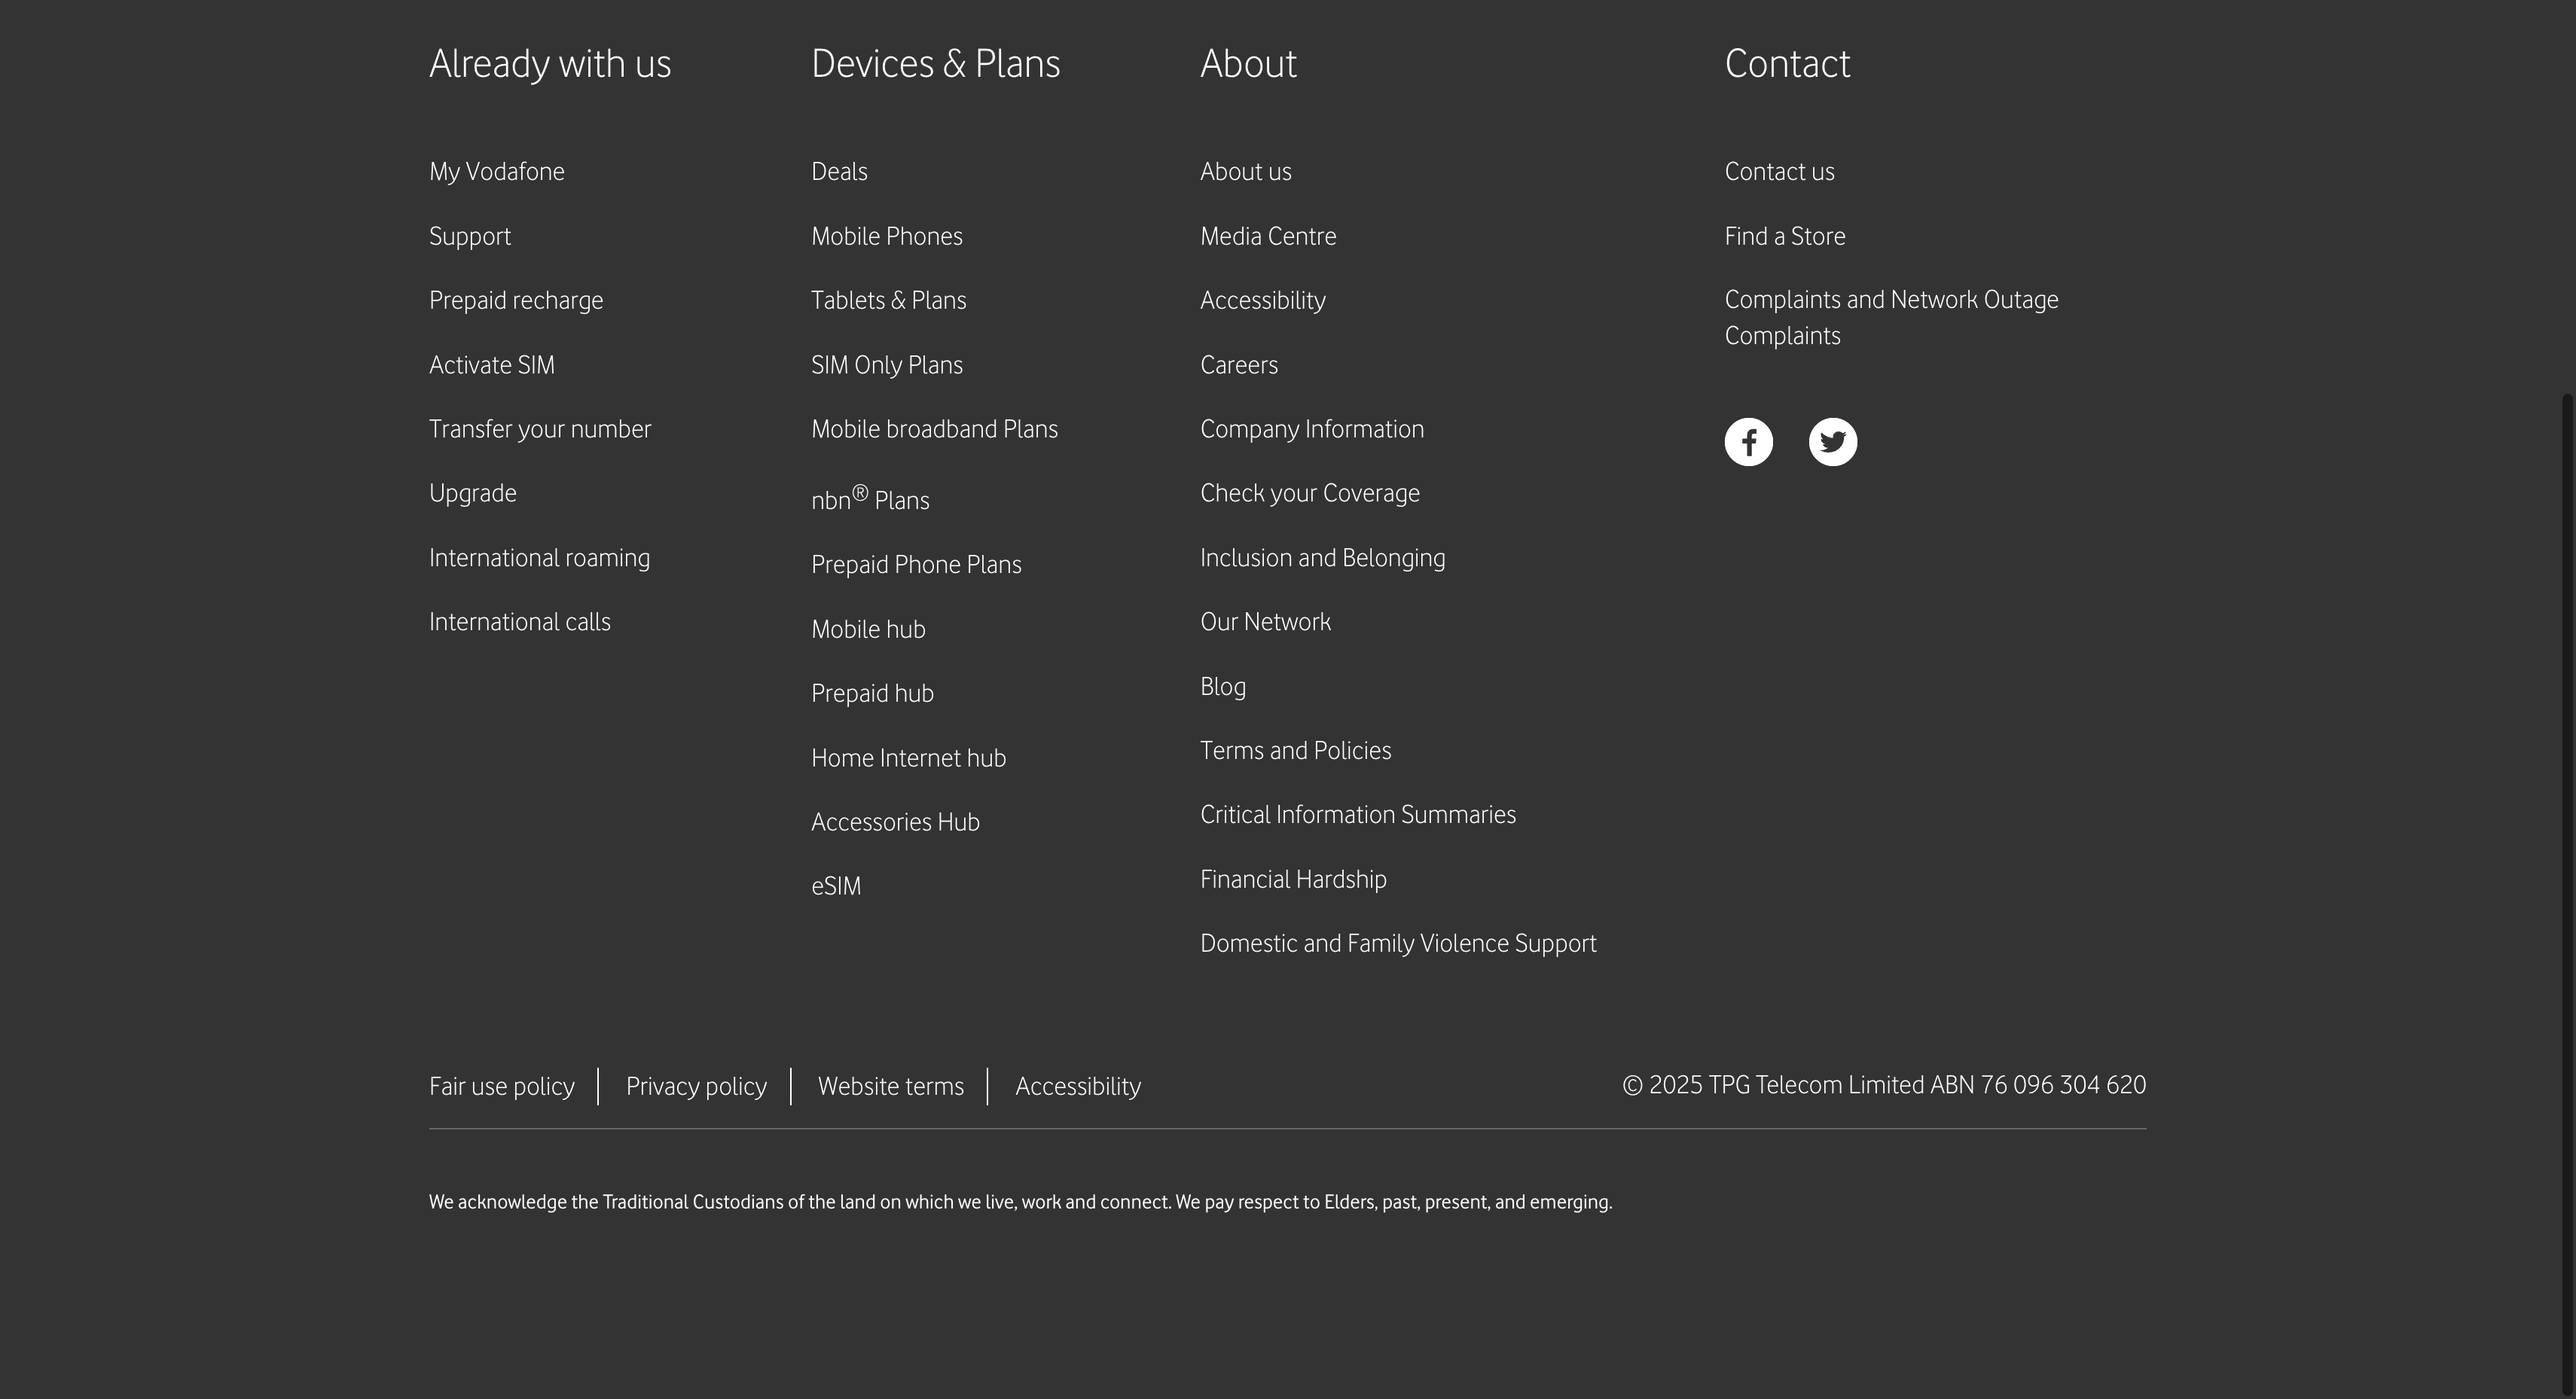 Already with us
My Vodafone
Support
Prepaid recharge
Activate SIM
Transfer your number
Upgrade
International roaming
International calls
Devices & Plans
Deals
Mobile Phones
Tablets & Plans
SIM Only Plans
Mobile broadband Plans
nbn® Plans
Prepaid Phone Plans
Mobile hub
Prepaid hub
Home Internet hub
Accessories Hub
eSIM
About
About us
Media Centre
Accessibility
Careers
Company Information
Check your Coverage
Inclusion and Belonging
Our Network
Blog
Terms and Policies
Critical Information Summaries
Financial Hardship
Domestic and Family Violence Support
Contact
Contact us
Find a Store
Complaints and Network Outage
Complaints
Fair use policy
Privacy policy
Website terms
Accessibility
© 2025 TPG Telecom Limited ABN 76 096 304 620
We acknowledge the Traditional Custodians of the land on which we live, work and connect. We pay respect to Elders, past, present, and emerging.